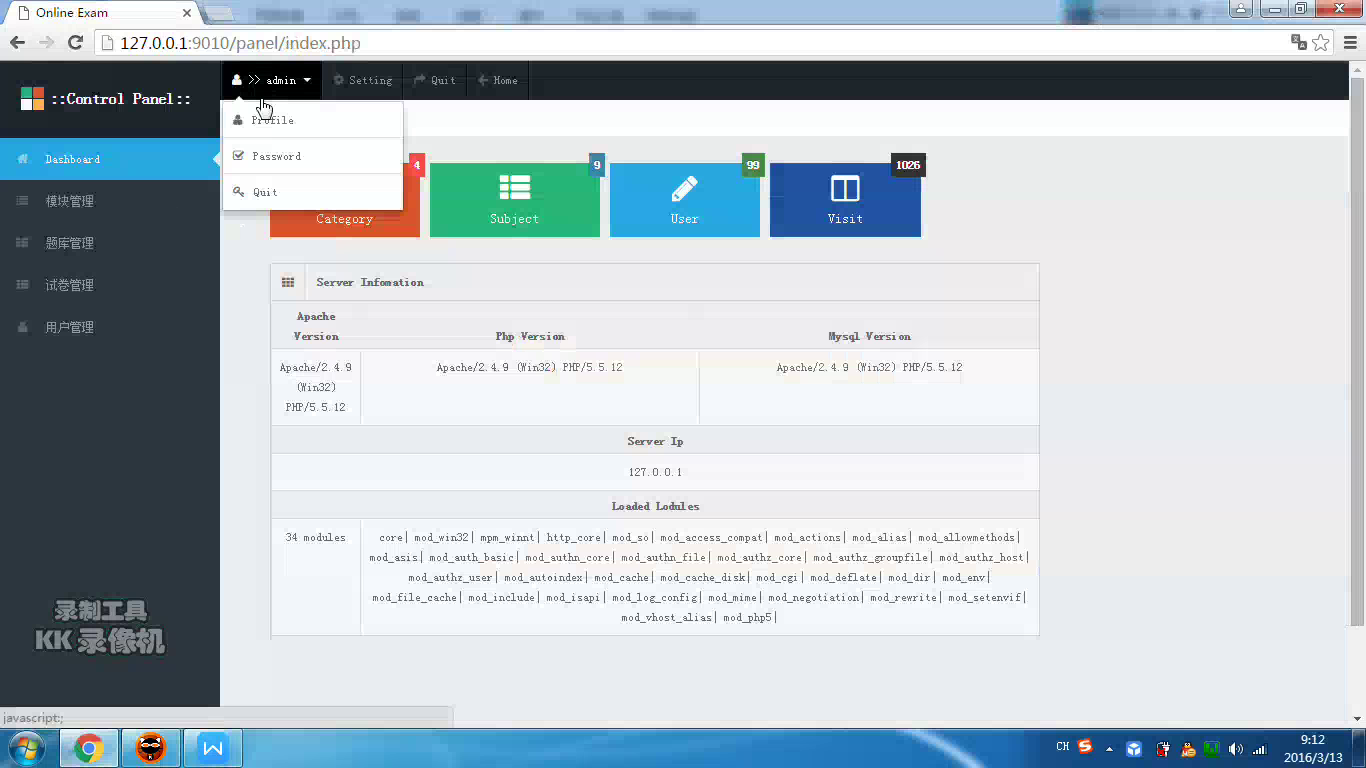 Online Exam
127.0.0.1:9010/panel/index.php
::Control Panel::
admin
Setting
Quit
Home
Profile
Password
Quit
Dashboard
模块管理
题库管理
试卷管理
用户管理
4
Category
9
Subject
99
User
1026
Visit
Server Infomation
Apache
Version
Php Version
Mysql Version
Apache/2.4.9
(Win32)
PHP/5.5.12
Apache/2.4.9 (Win32) PHP/5.5.12
Apache/2.4.9 (Win32) PHP/5.5.12
Server Ip
127.0.0.1
Loaded Lodules
34 modules
core| mod_win32| mpm_winnt| http_core| mod_so| mod_access_compat| mod_actions| mod_alias| mod_allowmethods|
mod_asis| mod_auth_basic| mod_authn_core| mod_authn_file| mod_authz_core| mod_authz_groupfile| mod_authz_host|
mod_authz_user| mod_autoindex| mod_cache| mod_cache_disk| mod_cgi| mod_deflate| mod_dir| mod_env|
mod_file_cache| mod_include| mod_isapi| mod_log_config| mod_mime| mod_negotiation| mod_rewrite| mod_setenvif|
mod_vhost_alias| mod_php5|
录制工具
KK 录像机
javascript:;
CH
9:12
2016/3/13